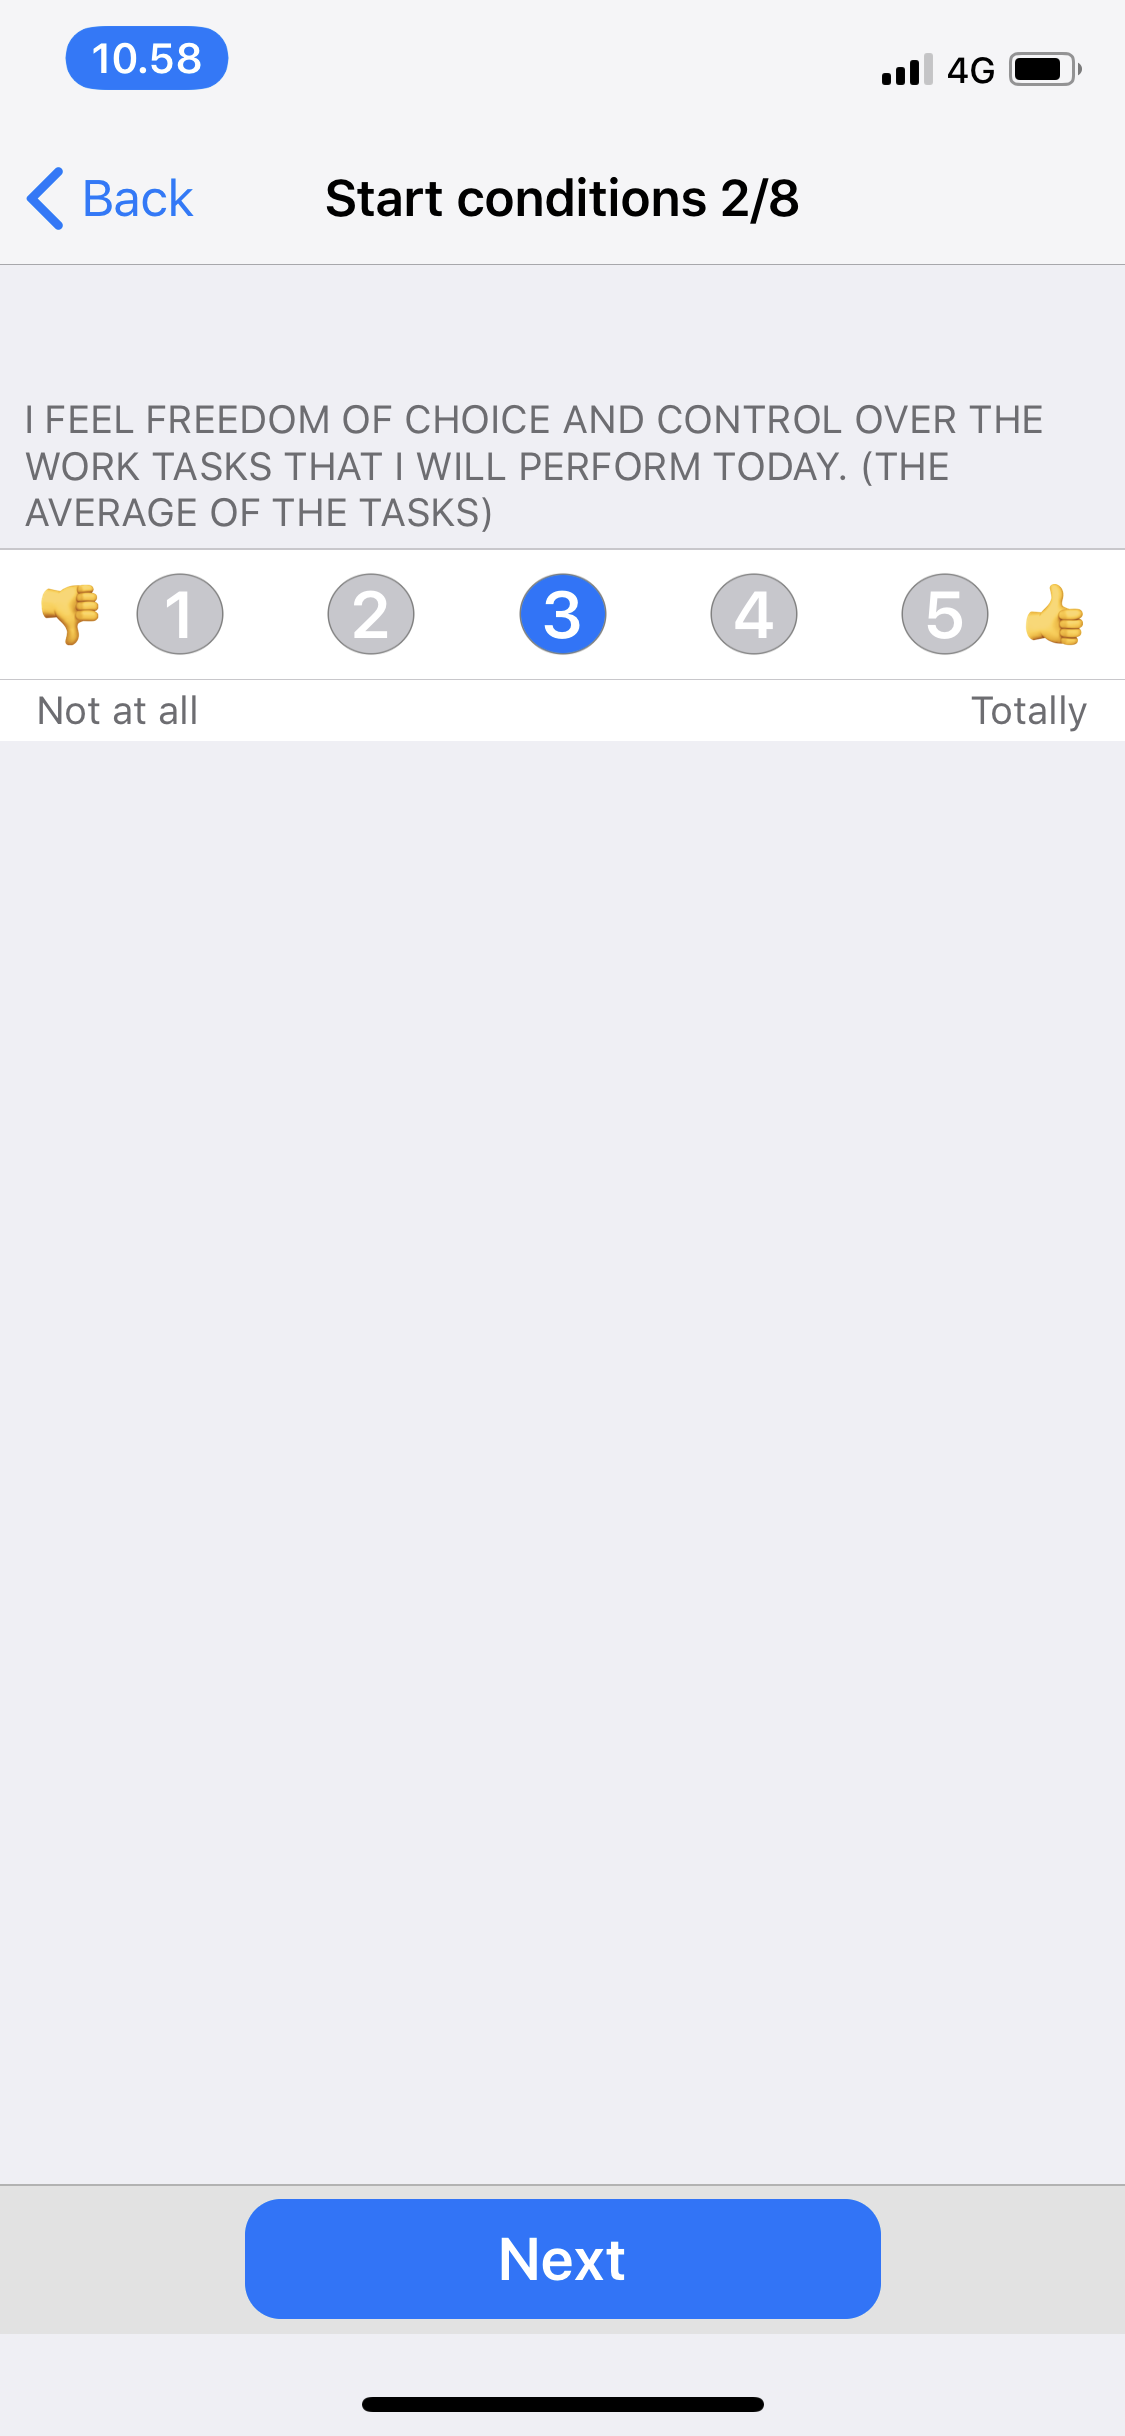 10.58
4G
Back
Start conditions 2/8
I FEEL FREEDOM OF CHOICE AND CONTROL OVER THE
WORK TASKS THAT I WILL PERFORM TODAY. (THE
AVERAGE OF THE TASKS)
1 2 3 4 5
Not at all
Totally
Next